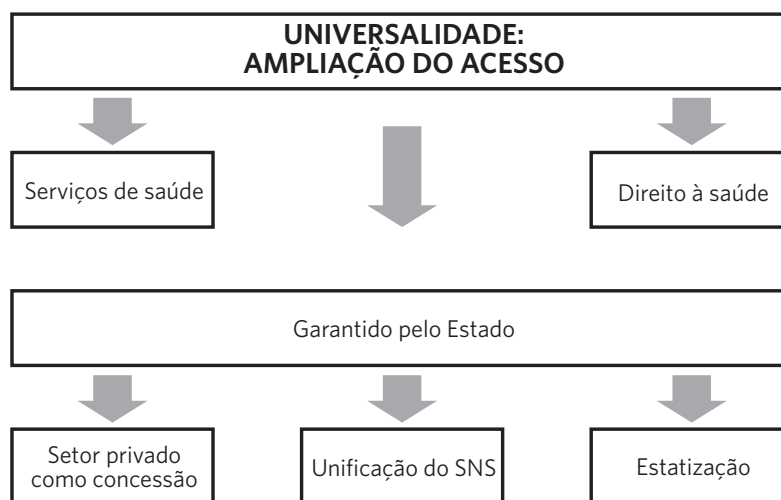 UNIVERSALIDADE:
AMPLIAÇÃO DO ACESSO
Serviços de saúde
Direito à saúde
Garantido pelo Estado
Setor privado
como concessão
Unificação do SNS
Estatização